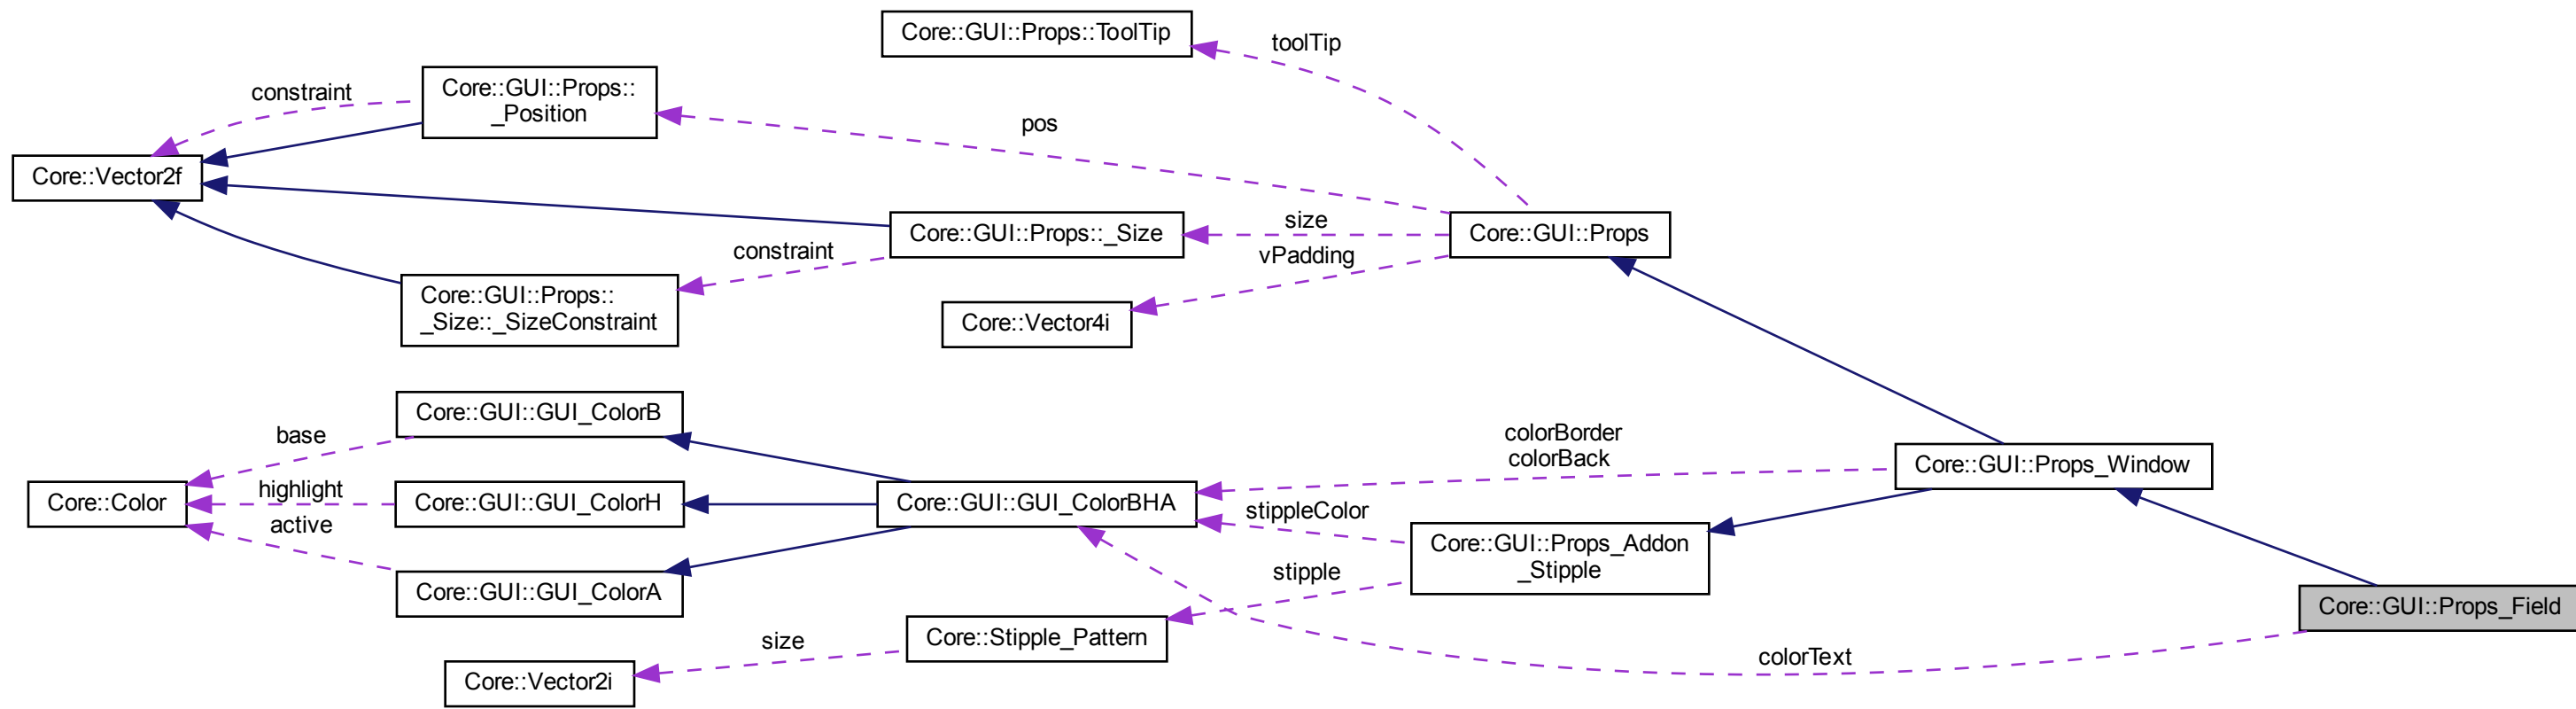 Core::GUI::Props::ToolTip
toolTip
Core::GUI::Props::
_Position
constraint
pos
Core::Vector2f
Core::GUI::Props::_Size
size
Core::GUI::Props
constraint
vPadding
Core::GUI::Props::
_Size::_SizeConstraint
Core::Vector4i
Core::GUI::GUI_ColorB
base
colorBorder
colorBack
Core::GUI::Props_Window
Core::Color
highlight
Core::GUI::GUI_ColorH
Core::GUI::GUI_ColorBHA
active
stippleColor
Core::GUI::Props_Addon
_Stipple
stipple
Core::GUI::GUI_ColorA
Core::GUI::Props_Field
Core::Stipple_Pattern
size
colorText
Core::Vector2i